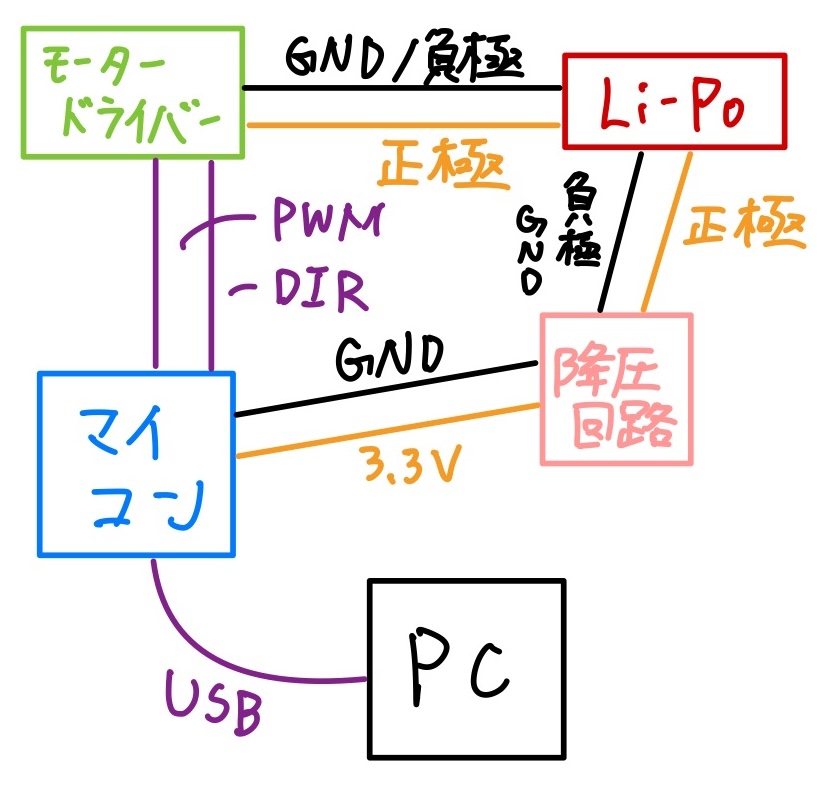 モーター
ドライバー
GND/負極
Li-Po
正極
PWM
DIR
負極
GND
正極
GND
3.3V
降圧
回路
マイ
コン
USB
PC